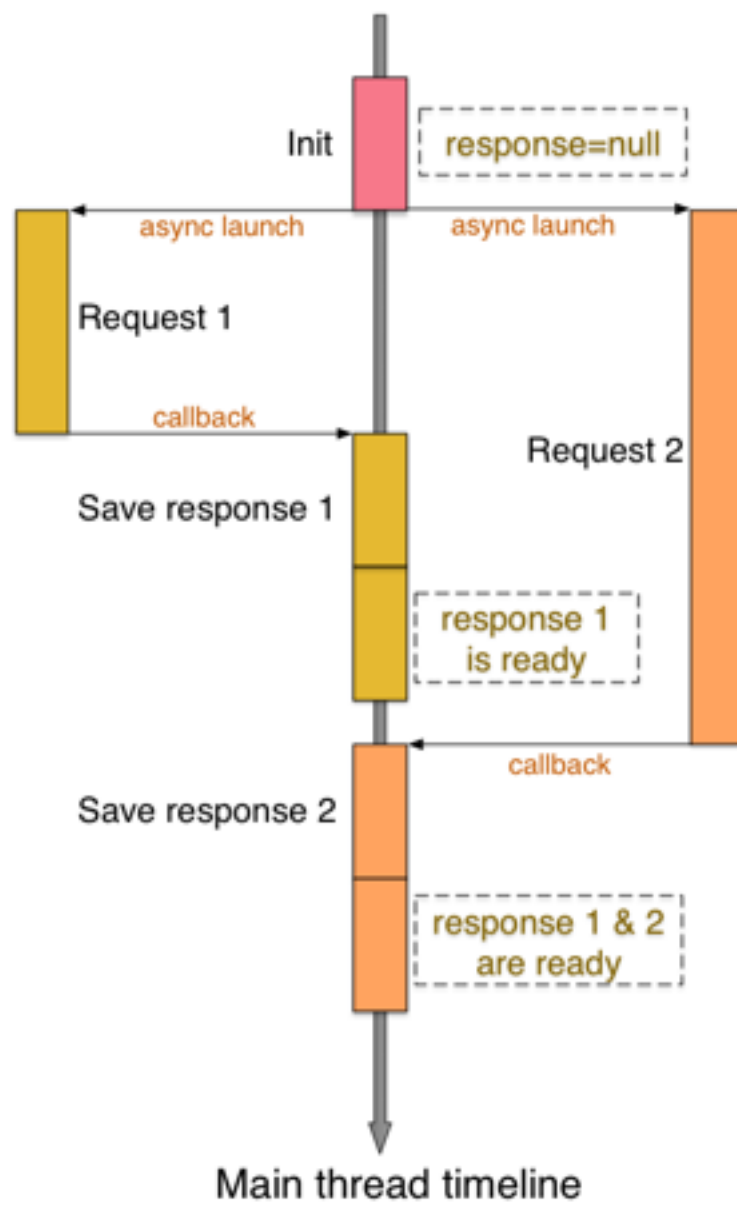 Init
response=null
async launch
async launch
Request 1
callback
Request 2
Save response 1
response 1
is ready
callback
Save response 2
response 1 & 2
are ready
Main thread timeline